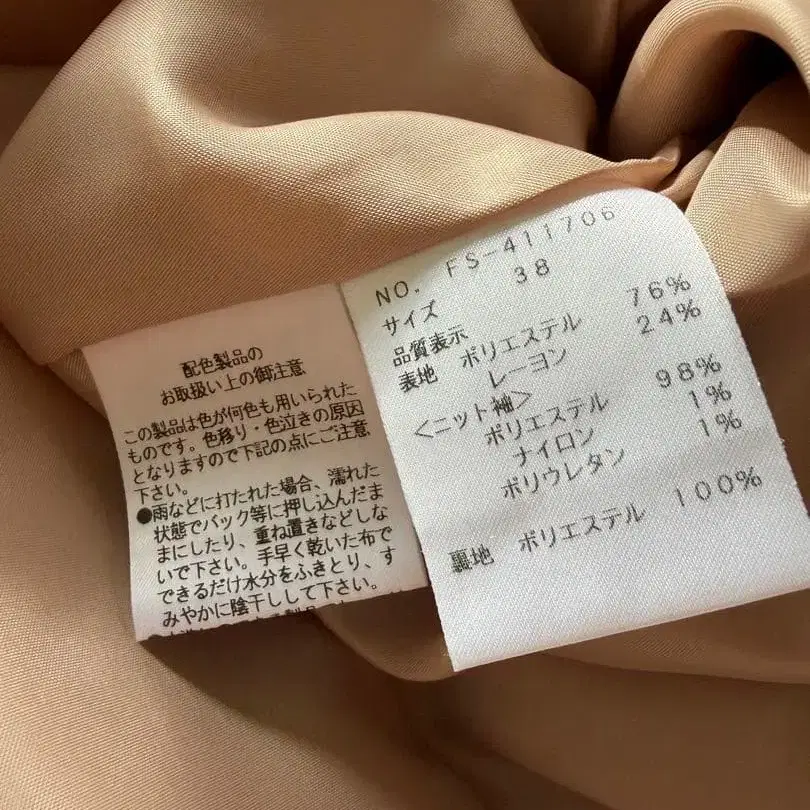 配色製品の
お取扱い上の御注意
この製品は色が何色も用いられた
ものです。色移り・色泣きの原因
となりますので下記の点にご注意
下さい。
●雨などに打たれた場合、濡れた
状態でバック等に押し込んだま
まにしたり、重ね置きなどしな
いで下さい。手早く乾いた布で
できるだけ水分をふきとり、す
みやかに陰干しして下さい。
NO. FS-411706
サイズ 38
品質表示
表地 ポリエステル 76%
レーヨン 24%
<ニット袖>
ポリエステル 98%
ナイロン 1%
ポリウレタン 1%
裏地 ポリエステル 100%